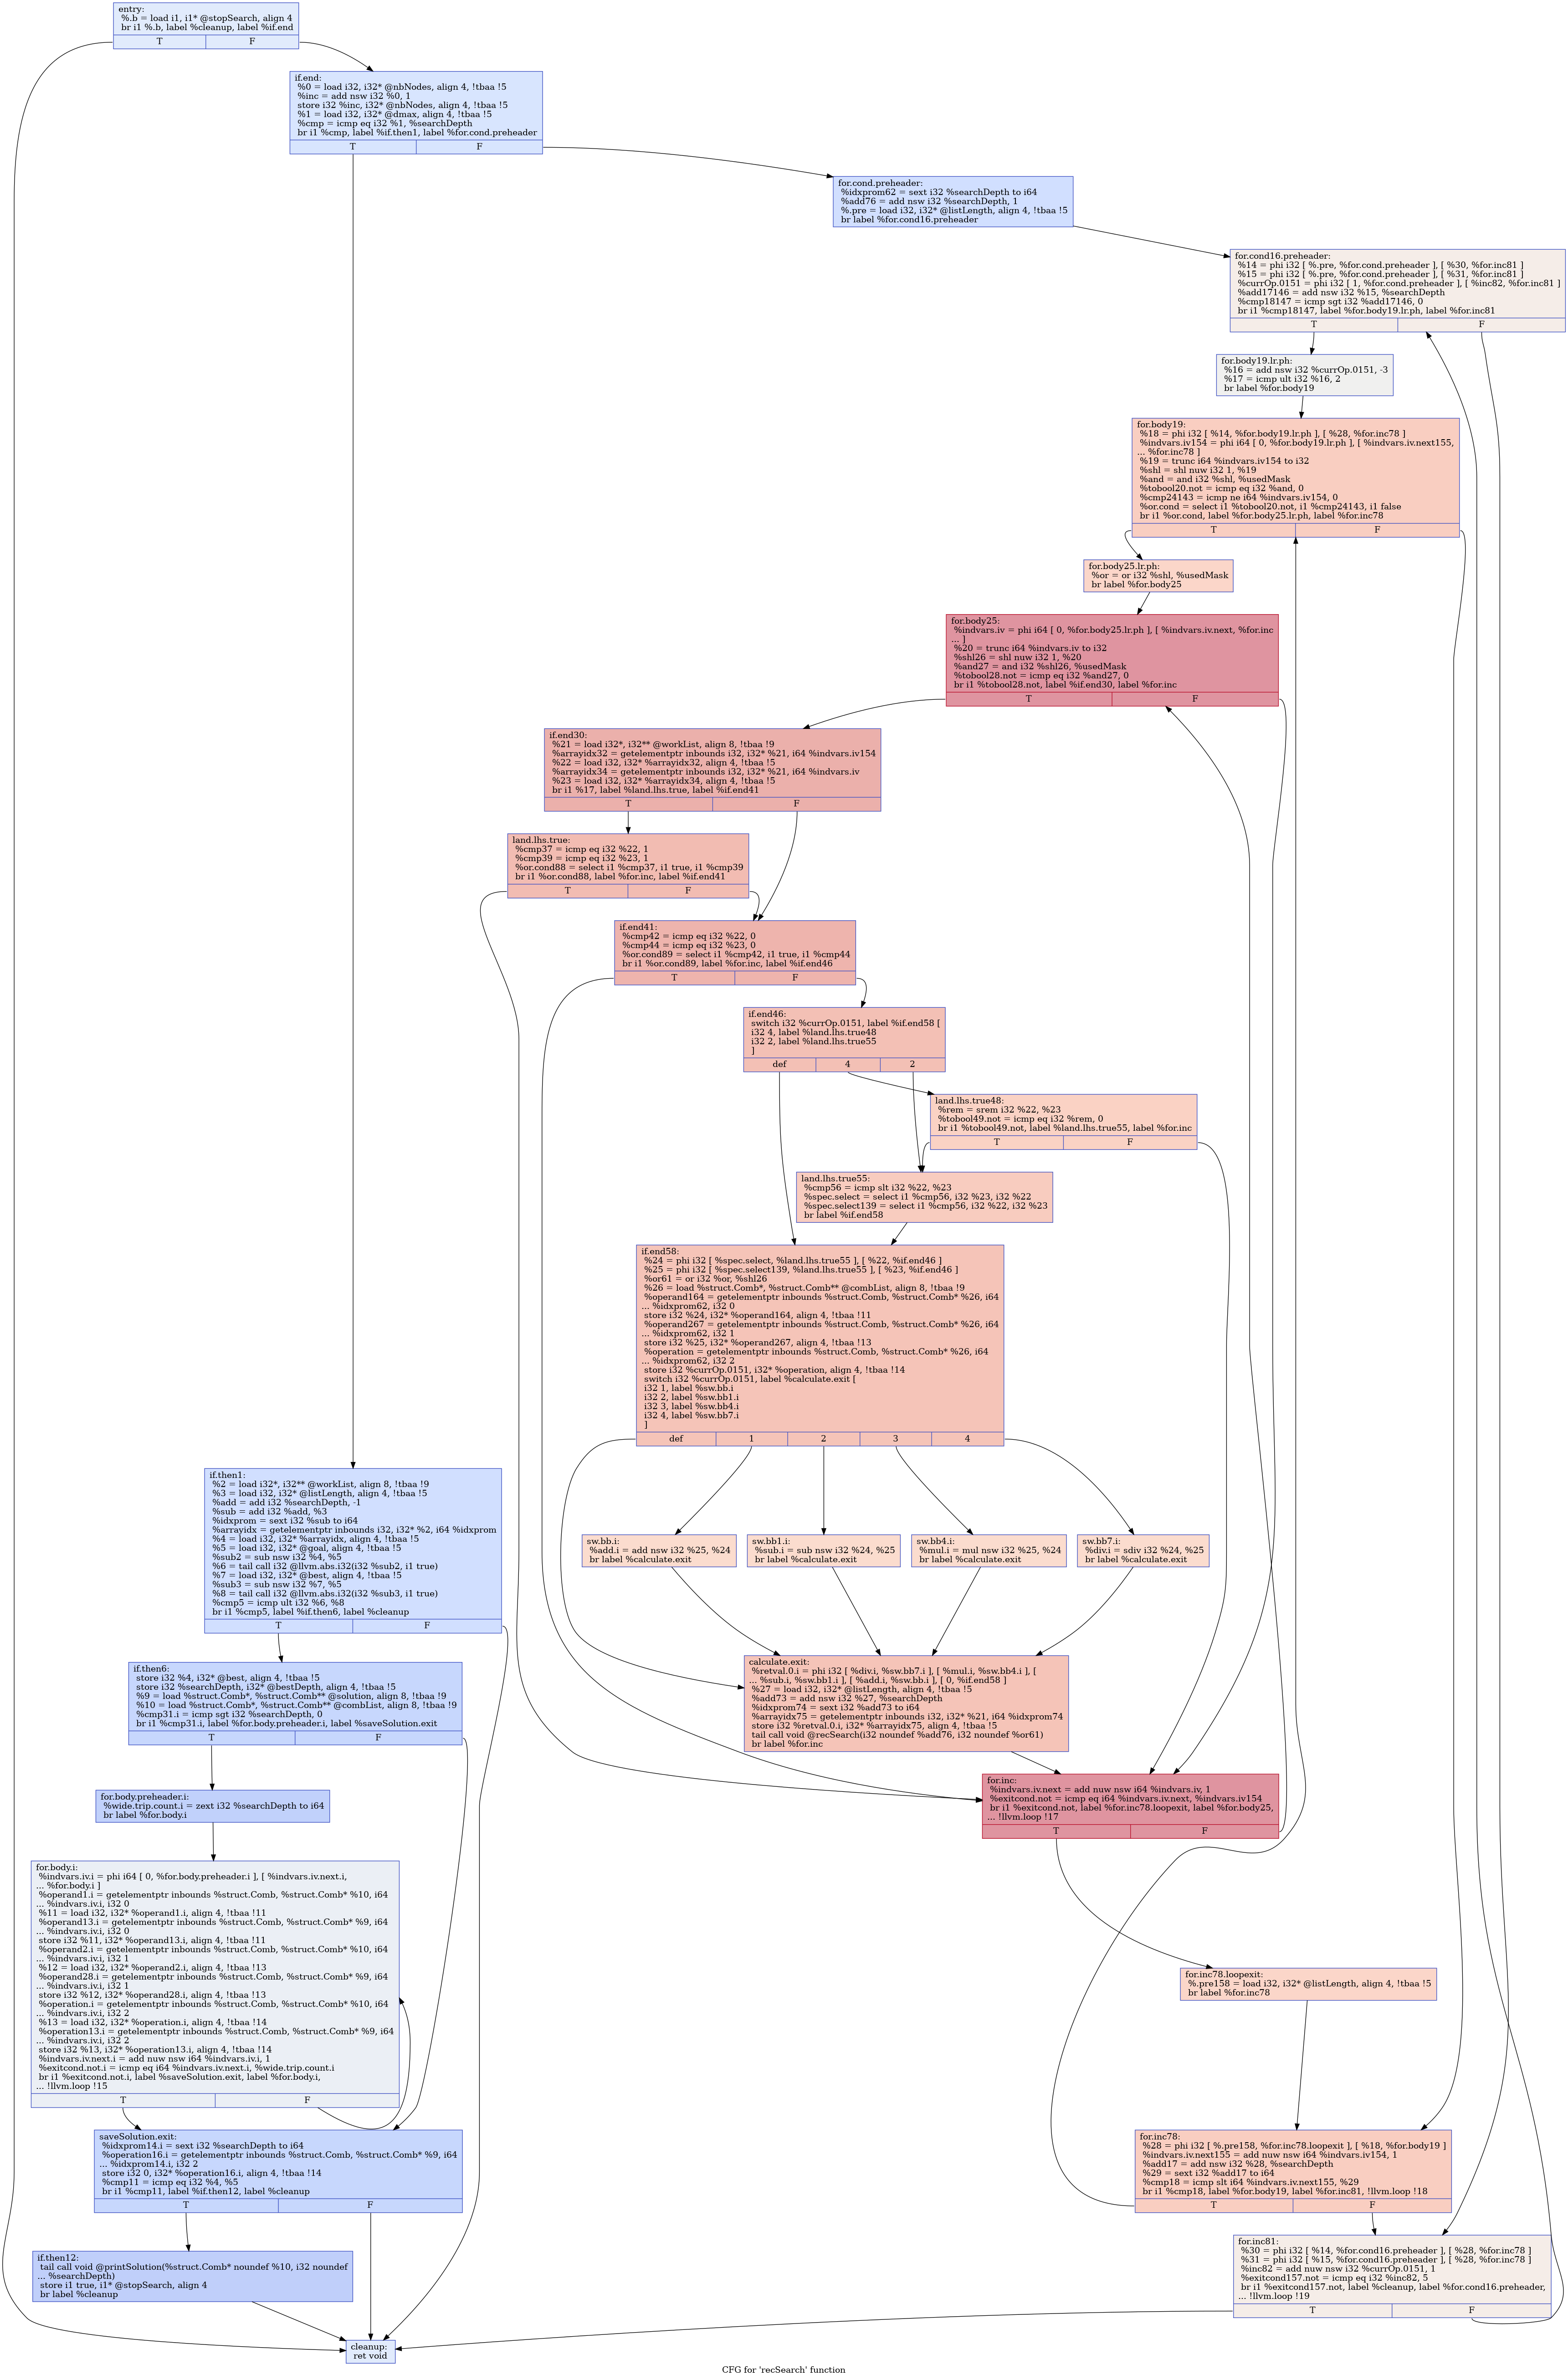 entry:
%.b = load i1, i1* @stopSearch, align 4
br i1 %.b, label %cleanup, label %if.end
T F
if.end:
%0 = load i32, i32* @nbNodes, align 4, !tbaa !5
%inc = add nsw i32 %0, 1
store i32 %inc, i32* @nbNodes, align 4, !tbaa !5
%1 = load i32, i32* @dmax, align 4, !tbaa !5
%cmp = icmp eq i32 %1, %searchDepth
br i1 %cmp, label %if.then1, label %for.cond.preheader
T F
for.cond.preheader:
%idxprom62 = sext i32 %searchDepth to i64
%add76 = add nsw i32 %searchDepth, 1
%.pre = load i32, i32* @listLength, align 4, !tbaa !5
br label %for.cond16.preheader
for.cond16.preheader:
%14 = phi i32 [ %.pre, %for.cond.preheader ], [ %30, %for.inc81 ]
%15 = phi i32 [ %.pre, %for.cond.preheader ], [ %31, %for.inc81 ]
%currOp.0151 = phi i32 [ 1, %for.cond.preheader ], [ %inc82, %for.inc81 ]
%add17146 = add nsw i32 %15, %searchDepth
%cmp18147 = icmp sgt i32 %add17146, 0
br i1 %cmp18147, label %for.body19.lr.ph, label %for.inc81
T F
for.body19.lr.ph:
%16 = add nsw i32 %currOp.0151, -3
%17 = icmp ult i32 %16, 2
br label %for.body19
for.body19:
%18 = phi i32 [ %14, %for.body19.lr.ph ], [ %28, %for.inc78 ]
%indvars.iv154 = phi i64 [ 0, %for.body19.lr.ph ], [ %indvars.iv.next155,
... %for.inc78 ]
%19 = trunc i64 %indvars.iv154 to i32
%shl = shl nuw i32 1, %19
%and = and i32 %shl, %usedMask
%tobool20.not = icmp eq i32 %and, 0
%cmp24143 = icmp ne i64 %indvars.iv154, 0
%or.cond = select i1 %tobool20.not, i1 %cmp24143, i1 false
br i1 %or.cond, label %for.body25.lr.ph, label %for.inc78
T F
for.body25.lr.ph:
%or = or i32 %shl, %usedMask
br label %for.body25
for.body25:
%indvars.iv = phi i64 [ 0, %for.body25.lr.ph ], [ %indvars.iv.next, %for.inc
... ]
%20 = trunc i64 %indvars.iv to i32
%shl26 = shl nuw i32 1, %20
%and27 = and i32 %shl26, %usedMask
%tobool28.not = icmp eq i32 %and27, 0
br i1 %tobool28.not, label %if.end30, label %for.inc
T F
if.end30:
%21 = load i32*, i32** @workList, align 8, !tbaa !9
%arrayidx32 = getelementptr inbounds i32, i32* %21, i64 %indvars.iv154
%22 = load i32, i32* %arrayidx32, align 4, !tbaa !5
%arrayidx34 = getelementptr inbounds i32, i32* %21, i64 %indvars.iv
%23 = load i32, i32* %arrayidx34, align 4, !tbaa !5
br i1 %17, label %land.lhs.true, label %if.end41
T F
land.lhs.true:
%cmp37 = icmp eq i32 %22, 1
%cmp39 = icmp eq i32 %23, 1
%or.cond88 = select i1 %cmp37, i1 true, i1 %cmp39
br i1 %or.cond88, label %for.inc, label %if.end41
T F
if.end41:
%cmp42 = icmp eq i32 %22, 0
%cmp44 = icmp eq i32 %23, 0
%or.cond89 = select i1 %cmp42, i1 true, i1 %cmp44
br i1 %or.cond89, label %for.inc, label %if.end46
T F
if.end46:
switch i32 %currOp.0151, label %if.end58 [
i32 4, label %land.lhs.true48
i32 2, label %land.lhs.true55
]
def 4 2
land.lhs.true48:
%rem = srem i32 %22, %23
%tobool49.not = icmp eq i32 %rem, 0
br i1 %tobool49.not, label %land.lhs.true55, label %for.inc
T F
land.lhs.true55:
%cmp56 = icmp slt i32 %22, %23
%spec.select = select i1 %cmp56, i32 %23, i32 %22
%spec.select139 = select i1 %cmp56, i32 %22, i32 %23
br label %if.end58
if.end58:
%24 = phi i32 [ %spec.select, %land.lhs.true55 ], [ %22, %if.end46 ]
%25 = phi i32 [ %spec.select139, %land.lhs.true55 ], [ %23, %if.end46 ]
%or61 = or i32 %or, %shl26
%26 = load %struct.Comb*, %struct.Comb** @combList, align 8, !tbaa !9
%operand164 = getelementptr inbounds %struct.Comb, %struct.Comb* %26, i64
... %idxprom62, i32 0
store i32 %24, i32* %operand164, align 4, !tbaa !11
%operand267 = getelementptr inbounds %struct.Comb, %struct.Comb* %26, i64
... %idxprom62, i32 1
store i32 %25, i32* %operand267, align 4, !tbaa !13
%operation = getelementptr inbounds %struct.Comb, %struct.Comb* %26, i64
... %idxprom62, i32 2
store i32 %currOp.0151, i32* %operation, align 4, !tbaa !14
switch i32 %currOp.0151, label %calculate.exit [
i32 1, label %sw.bb.i
i32 2, label %sw.bb1.i
i32 3, label %sw.bb4.i
i32 4, label %sw.bb7.i
]
def 1 2 3 4
if.then1:
%2 = load i32*, i32** @workList, align 8, !tbaa !9
%3 = load i32, i32* @listLength, align 4, !tbaa !5
%add = add i32 %searchDepth, -1
%sub = add i32 %add, %3
%idxprom = sext i32 %sub to i64
%arrayidx = getelementptr inbounds i32, i32* %2, i64 %idxprom
%4 = load i32, i32* %arrayidx, align 4, !tbaa !5
%5 = load i32, i32* @goal, align 4, !tbaa !5
%sub2 = sub nsw i32 %4, %5
%6 = tail call i32 @llvm.abs.i32(i32 %sub2, i1 true)
%7 = load i32, i32* @best, align 4, !tbaa !5
%sub3 = sub nsw i32 %7, %5
%8 = tail call i32 @llvm.abs.i32(i32 %sub3, i1 true)
%cmp5 = icmp ult i32 %6, %8
br i1 %cmp5, label %if.then6, label %cleanup
T F
sw.bb.i:
%add.i = add nsw i32 %25, %24
br label %calculate.exit
sw.bb1.i:
%sub.i = sub nsw i32 %24, %25
br label %calculate.exit
sw.bb4.i:
%mul.i = mul nsw i32 %25, %24
br label %calculate.exit
sw.bb7.i:
%div.i = sdiv i32 %24, %25
br label %calculate.exit
calculate.exit:
%retval.0.i = phi i32 [ %div.i, %sw.bb7.i ], [ %mul.i, %sw.bb4.i ], [
... %sub.i, %sw.bb1.i ], [ %add.i, %sw.bb.i ], [ 0, %if.end58 ]
%27 = load i32, i32* @listLength, align 4, !tbaa !5
%add73 = add nsw i32 %27, %searchDepth
%idxprom74 = sext i32 %add73 to i64
%arrayidx75 = getelementptr inbounds i32, i32* %21, i64 %idxprom74
store i32 %retval.0.i, i32* %arrayidx75, align 4, !tbaa !5
tail call void @recSearch(i32 noundef %add76, i32 noundef %or61)
br label %for.inc
if.then6:
store i32 %4, i32* @best, align 4, !tbaa !5
store i32 %searchDepth, i32* @bestDepth, align 4, !tbaa !5
%9 = load %struct.Comb*, %struct.Comb** @solution, align 8, !tbaa !9
%10 = load %struct.Comb*, %struct.Comb** @combList, align 8, !tbaa !9
%cmp31.i = icmp sgt i32 %searchDepth, 0
br i1 %cmp31.i, label %for.body.preheader.i, label %saveSolution.exit
T F
for.inc:
%indvars.iv.next = add nuw nsw i64 %indvars.iv, 1
%exitcond.not = icmp eq i64 %indvars.iv.next, %indvars.iv154
br i1 %exitcond.not, label %for.inc78.loopexit, label %for.body25,
... !llvm.loop !17
T F
for.body.preheader.i:
%wide.trip.count.i = zext i32 %searchDepth to i64
br label %for.body.i
for.body.i:
%indvars.iv.i = phi i64 [ 0, %for.body.preheader.i ], [ %indvars.iv.next.i,
... %for.body.i ]
%operand1.i = getelementptr inbounds %struct.Comb, %struct.Comb* %10, i64
... %indvars.iv.i, i32 0
%11 = load i32, i32* %operand1.i, align 4, !tbaa !11
%operand13.i = getelementptr inbounds %struct.Comb, %struct.Comb* %9, i64
... %indvars.iv.i, i32 0
store i32 %11, i32* %operand13.i, align 4, !tbaa !11
%operand2.i = getelementptr inbounds %struct.Comb, %struct.Comb* %10, i64
... %indvars.iv.i, i32 1
%12 = load i32, i32* %operand2.i, align 4, !tbaa !13
%operand28.i = getelementptr inbounds %struct.Comb, %struct.Comb* %9, i64
... %indvars.iv.i, i32 1
store i32 %12, i32* %operand28.i, align 4, !tbaa !13
%operation.i = getelementptr inbounds %struct.Comb, %struct.Comb* %10, i64
... %indvars.iv.i, i32 2
%13 = load i32, i32* %operation.i, align 4, !tbaa !14
%operation13.i = getelementptr inbounds %struct.Comb, %struct.Comb* %9, i64
... %indvars.iv.i, i32 2
store i32 %13, i32* %operation13.i, align 4, !tbaa !14
%indvars.iv.next.i = add nuw nsw i64 %indvars.iv.i, 1
%exitcond.not.i = icmp eq i64 %indvars.iv.next.i, %wide.trip.count.i
br i1 %exitcond.not.i, label %saveSolution.exit, label %for.body.i,
... !llvm.loop !15
T F
for.inc78.loopexit:
%.pre158 = load i32, i32* @listLength, align 4, !tbaa !5
br label %for.inc78
saveSolution.exit:
%idxprom14.i = sext i32 %searchDepth to i64
%operation16.i = getelementptr inbounds %struct.Comb, %struct.Comb* %9, i64
... %idxprom14.i, i32 2
store i32 0, i32* %operation16.i, align 4, !tbaa !14
%cmp11 = icmp eq i32 %4, %5
br i1 %cmp11, label %if.then12, label %cleanup
T F
for.inc78:
%28 = phi i32 [ %.pre158, %for.inc78.loopexit ], [ %18, %for.body19 ]
%indvars.iv.next155 = add nuw nsw i64 %indvars.iv154, 1
%add17 = add nsw i32 %28, %searchDepth
%29 = sext i32 %add17 to i64
%cmp18 = icmp slt i64 %indvars.iv.next155, %29
br i1 %cmp18, label %for.body19, label %for.inc81, !llvm.loop !18
T F
if.then12:
tail call void @printSolution(%struct.Comb* noundef %10, i32 noundef
... %searchDepth)
store i1 true, i1* @stopSearch, align 4
br label %cleanup
for.inc81:
%30 = phi i32 [ %14, %for.cond16.preheader ], [ %28, %for.inc78 ]
%31 = phi i32 [ %15, %for.cond16.preheader ], [ %28, %for.inc78 ]
%inc82 = add nuw nsw i32 %currOp.0151, 1
%exitcond157.not = icmp eq i32 %inc82, 5
br i1 %exitcond157.not, label %cleanup, label %for.cond16.preheader,
... !llvm.loop !19
T F
cleanup:
ret void
CFG for 'recSearch' function